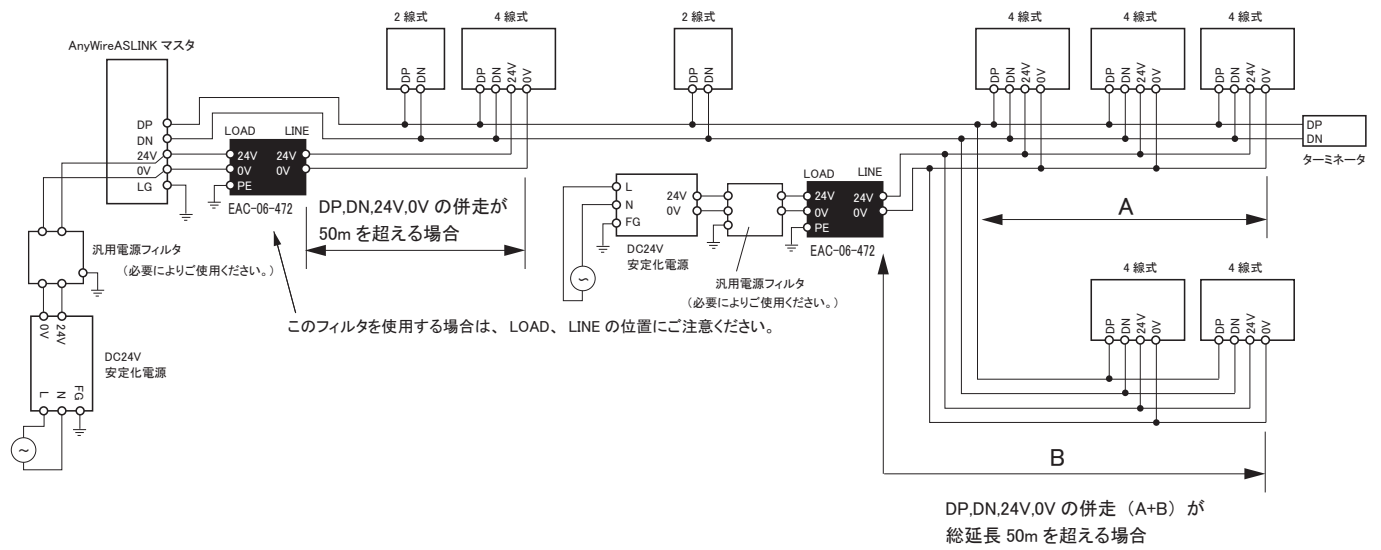 AnyWireASLINK マスタ
DP
DN
24V
0V
LG
LOAD LINE
24V 24V
0V 0V
PE
EAC-06-472
2 線式
DP
DN
4 線式
DP
DN
24V
0V
2 線式
DP
DN
4 線式
DP
DN
24V
0V
4 線式
DP
DN
24V
0V
4 線式
DP
DN
24V
0V
DP
DN
ターミネータ
DP,DN,24V,0V の併走が
50m を超える場合
汎用電源フィルタ
（必要によりご使用ください。）
0V
24V
DC24V
安定化電源
L
N
FG
~
このフィルタを使用する場合は、LOAD、LINE の位置にご注意ください。
L
N
FG
24V
0V
DC24V
安定化電源
~
汎用電源フィルタ
（必要によりご使用ください。）
LOAD LINE
24V 24V
0V 0V
PE
EAC-06-472
A
4 線式
DP
DN
24V
0V
4 線式
DP
DN
24V
0V
B
DP,DN,24V,0V の併走（A+B）が
総延長 50m を超える場合